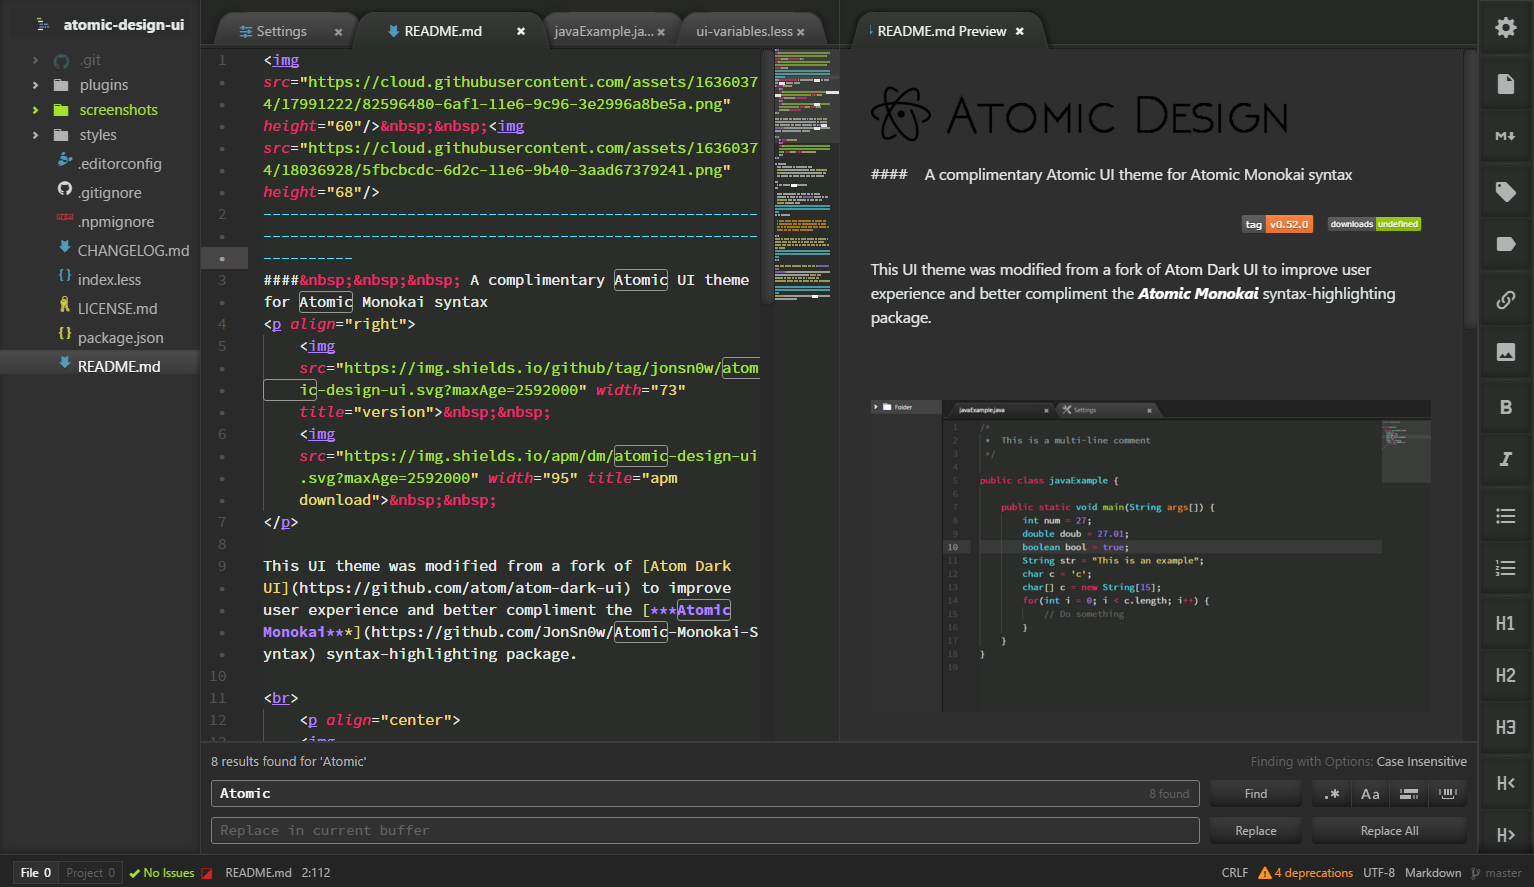 atomic-design-ui
.git
plugins
screenshots
styles
.editorconfig
.gitignore
.npmignore
CHANGELOG.md
index.less
LICENSE.md
package.json
README.md
Settings
README.md
javaExample.ja...
ui-variables.less
1 <img
src="https://cloud.githubusercontent.com/assets/1636037
4/17991222/82596480-6af1-11e6-9c96-3e2996a8be5a.png"
height="60"/>&nbsp;&nbsp;<img
src="https://cloud.githubusercontent.com/assets/1636037
4/18036928/5fbcbcdc-6d2c-11e6-9b40-3aad67379241.png"
height="68"/>
2 -------------------------------------------------------
-------------------------------------------------------
----------
3 ####&nbsp;&nbsp;&nbsp; A complimentary Atomic UI theme
for Atomic Monokai syntax
4 <p align="right">
5 <img
src="https://img.shields.io/github/tag/jonsn0w/atom
ic-design-ui.svg?maxAge=2592000" width="73"
title="version">&nbsp;&nbsp;
6 <img
src="https://img.shields.io/apm/dm/atomic-design-ui
.svg?maxAge=2592000" width="95" title="apm
download">&nbsp;&nbsp;
7 </p>
8
9 This UI theme was modified from a fork of [Atom Dark
UI](https://github.com/atom/atom-dark-ui) to improve
user experience and better compliment the [***Atomic
Monokai***](https://github.com/JonSn0w/Atomic-Monokai-S
yntax) syntax-highlighting package.
10
11 <br>
12 <p align="center">
13 <img
README.md Preview
ATOMIC DESIGN
#### A complimentary Atomic UI theme for Atomic Monokai syntax
tag v0.52.0 downloads undefined
This UI theme was modified from a fork of Atom Dark UI to improve user
experience and better compliment the Atomic Monokai syntax-highlighting
package.
Folder
javaExample.java
Settings
1 /*
2 * This is a multi-line comment
3 */
4
5 public class javaExample {
6
7 public static void main(String args[]) {
8 int num = 27;
9 double doub = 27.01;
10 boolean bool = true;
11 String str = "This is an example";
12 char c = 'c';
13 char[] c = new String[15];
14 for(int i = 0; i < c.length; i++) {
15 // Do something
16 }
17 }
18 }
19
M
B
I
H1
H2
H3
H<
H>
8 results found for 'Atomic'
Finding with Options: Case Insensitive
Atomic
8 found
Find
.*
Aa
Replace in current buffer
Replace
Replace All
File 0
Project 0
No Issues
README.md
2:112
CRLF
4 deprecations
UTF-8
Markdown
master